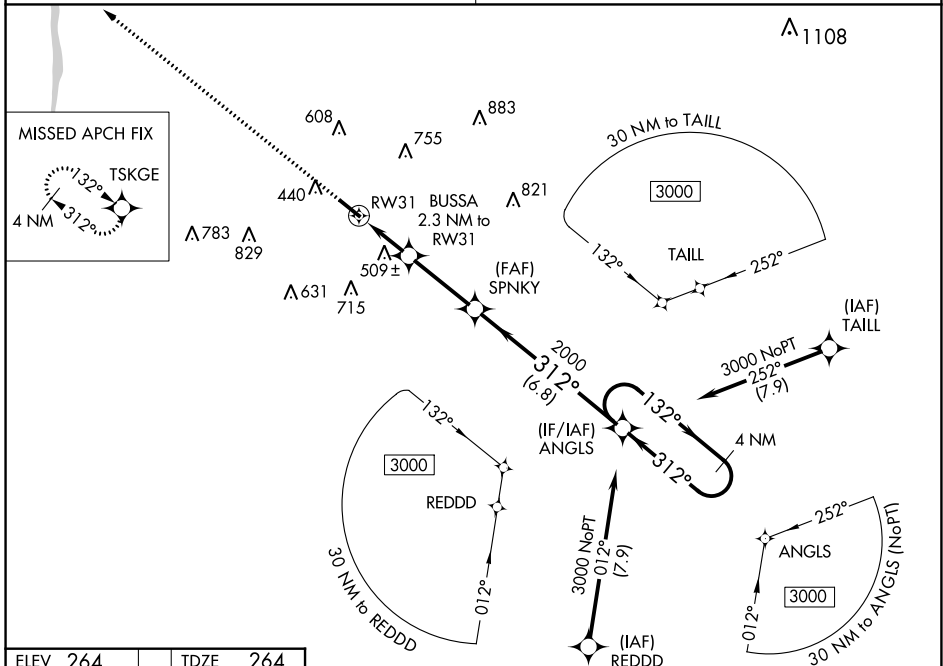 1108
MISSED APCH FIX
132°
TSKGE
4 NM
312°
608
755
883
440
RW31
BUSSA
2.3 NM to
RW31
821
783
829
509±
631
715
(FAF)
SPNKY
30 NM to TAILL
3000
132°
TAILL
252°
(IAF)
TAILL
3000 NoPT
252°
(7.9)
2000
312°
(6.8)
(IF/IAF)
ANGLS
132°
312°
4 NM
132°
3000
REDDD
012°
30 NM to REDDD
3000 NoPT
012°
(7.9)
(IAF)
REDDD
252°
ANGLS
012°
3000
30 NM to ANGLS (NoPT)
ELEV 264
TDZE 264